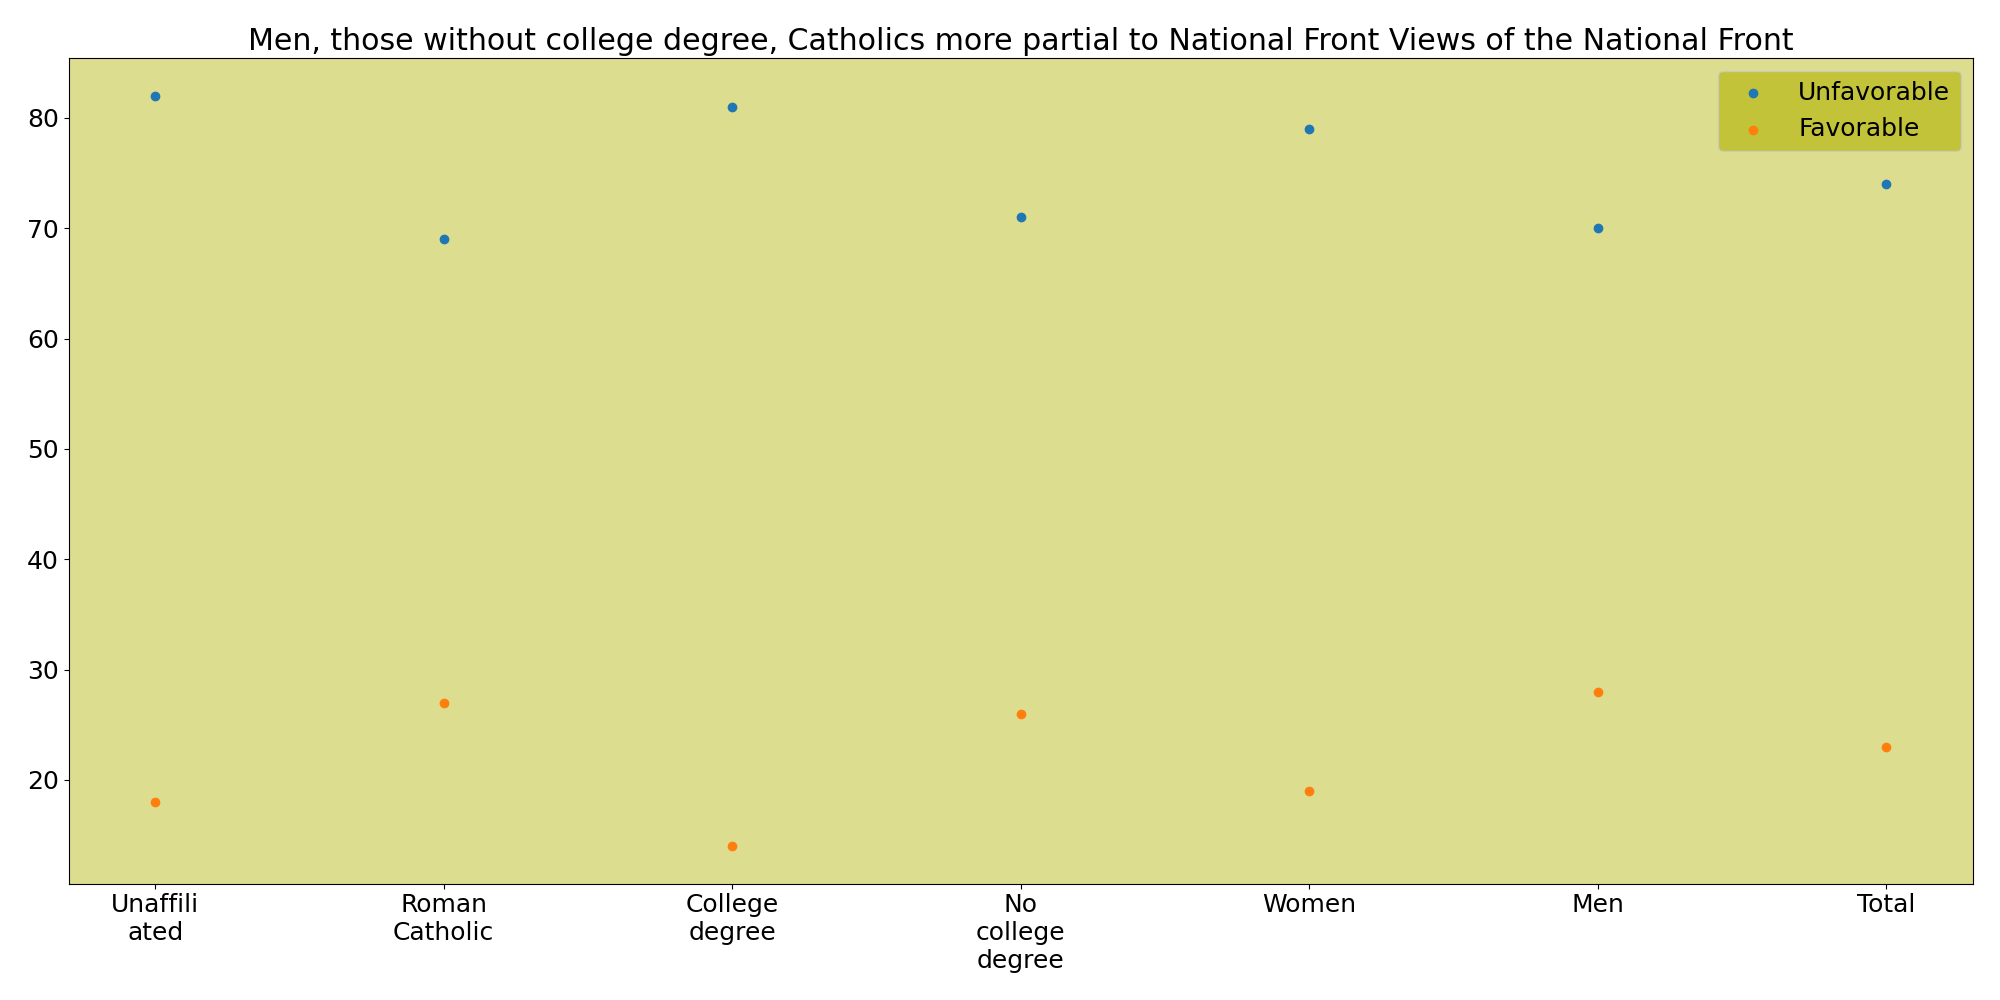 Men, those without college degree, Catholics more partial to National Front Views of the National Front
Unfavorable
Favorable
80
70
60
50
40
30
20
Unaffili
ated
Roman
Catholic
College
degree
No
college
degree
Women
Men
Total